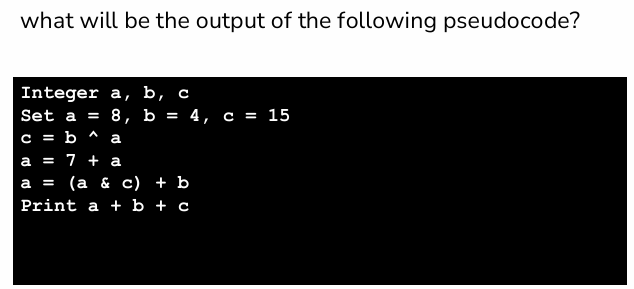 what will be the output of the following pseudocode?
Integer a, b, c
Set a = 8, b = 4, c = 15
c = b ^ a
a = 7 + a
a = (a & c) + b
Print a + b + c